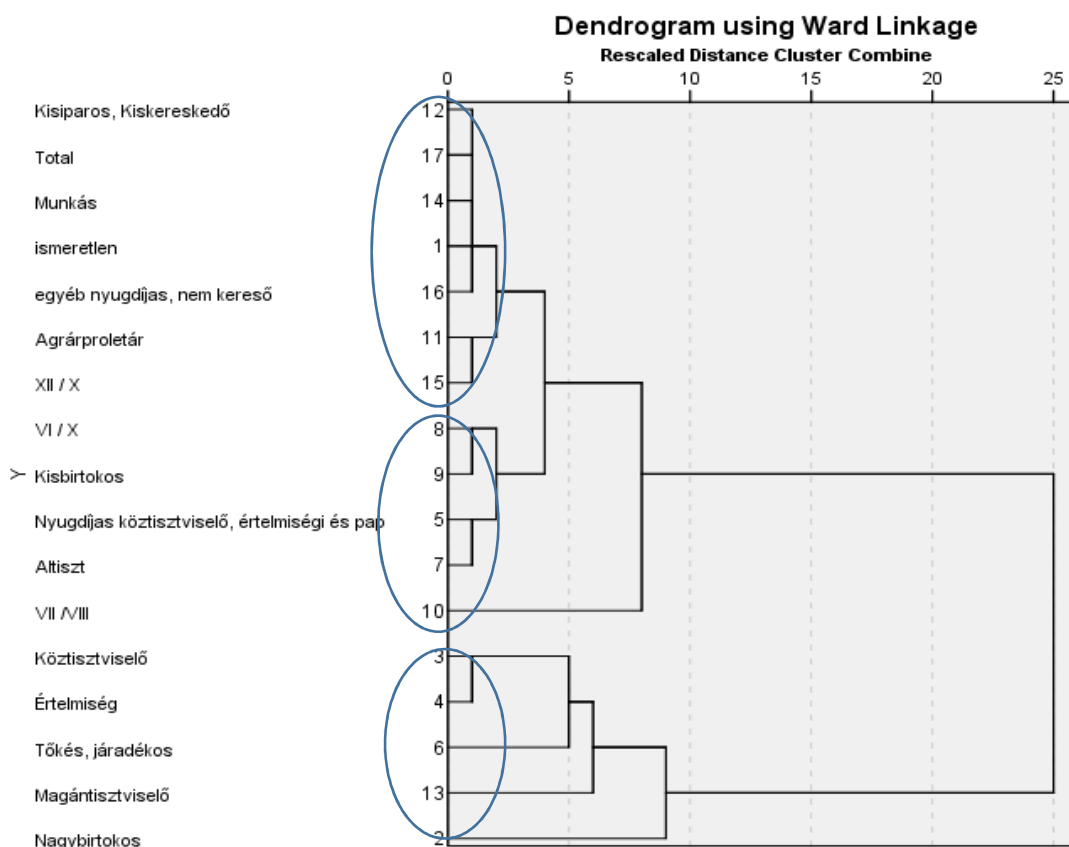 Dendrogram using Ward Linkage
Rescaled Distance Cluster Combine
0 5 10 15 20 25
Kisiparos, Kiskereskedő 12
Total 17
Munkás 14
ismeretlen 1
egyéb nyugdíjas, nem kereső 16
Agrárproletár 11
XII / X 15
VI / X 8
Y
Kisbirtokos 9
Nyugdíjas köztisztviselő, értelmiségi és pap 5
Altiszt 7
VII /VIII 10
Köztisztviselő 3
Értelmiség 4
Tőkés, járadékos 6
Magántisztviselő 13
Nagybirtokos 2